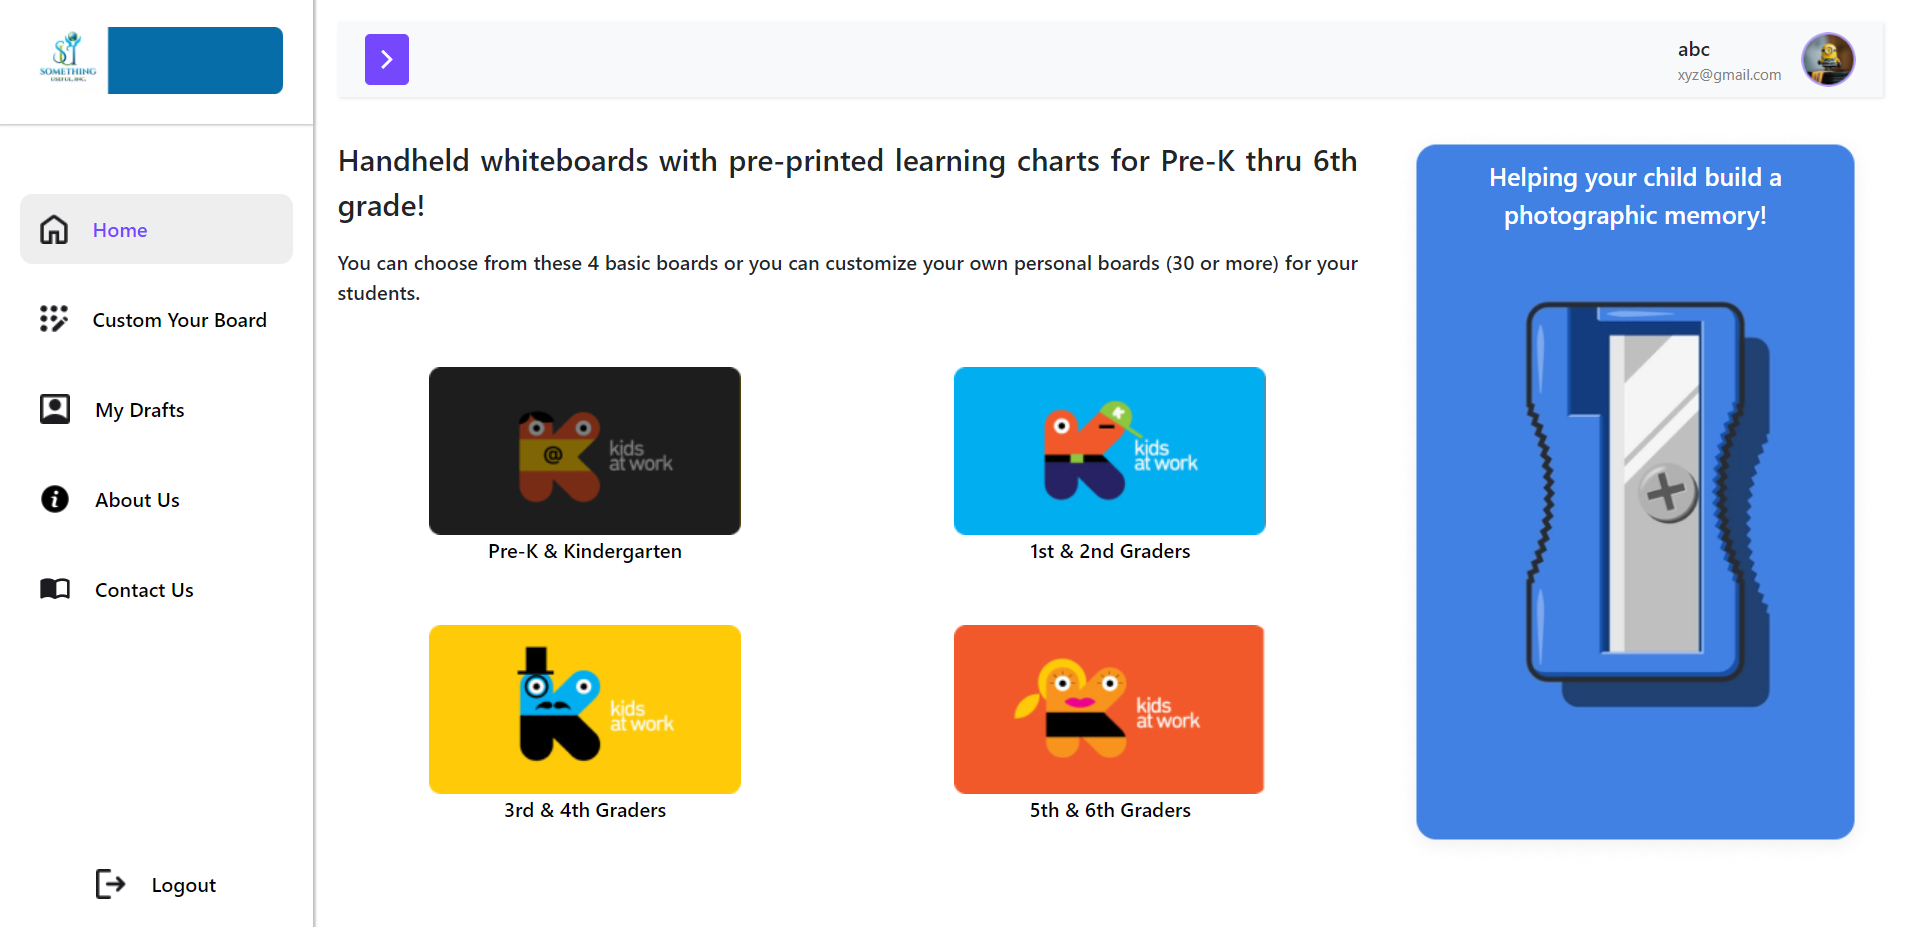 SOMETHING
USEFUL, INC.
abc
xyz@gmail.com
Home
Custom Your Board
My Drafts
About Us
Contact Us
Logout
Handheld whiteboards with pre-printed learning charts for Pre-K thru 6th
grade!
You can choose from these 4 basic boards or you can customize your own personal boards (30 or more) for your
students.
@
kids
at work
Pre-K & Kindergarten
K
kids
at work
1st & 2nd Graders
kids
at work
3rd & 4th Graders
kids
at work
5th & 6th Graders
Helping your child build a
photographic memory!